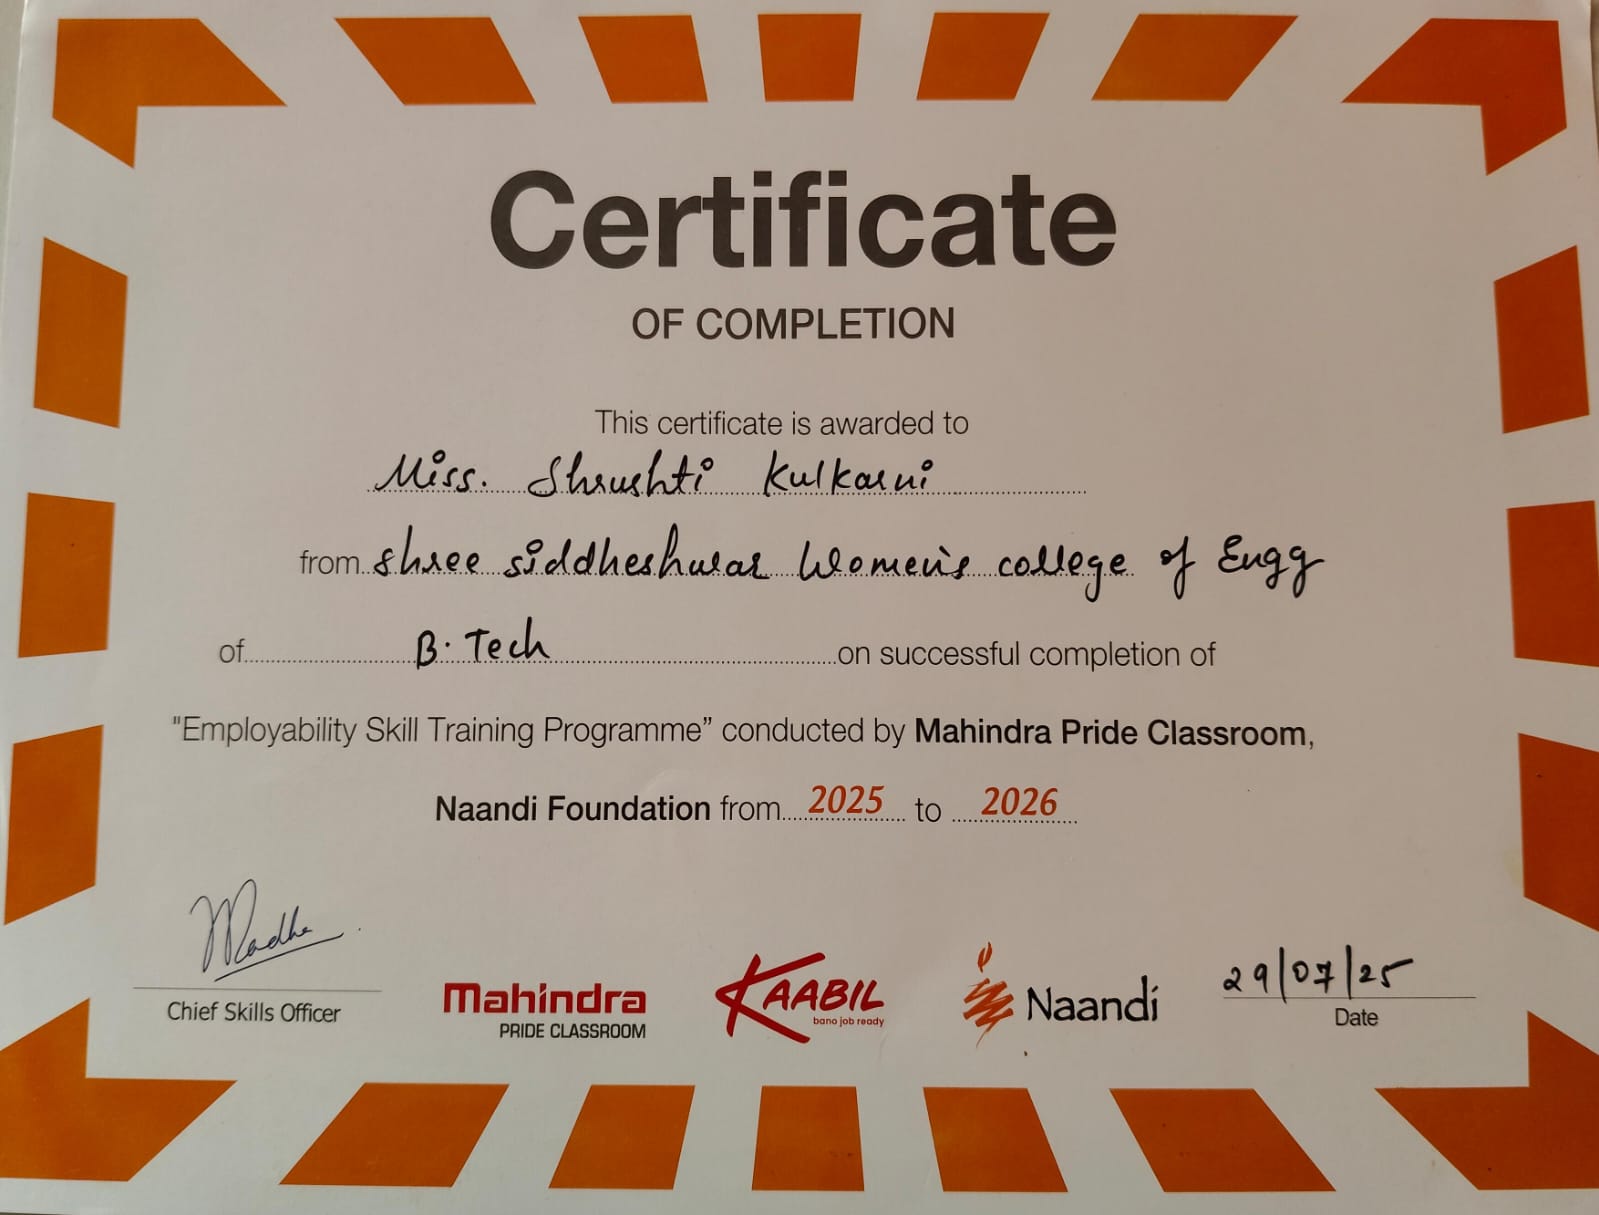 Certificate
OF COMPLETION
This certificate is awarded to
Miss. Shrushti Kulkarni
from shree siddheshwar Women's college of Engg
of B. Tech on successful completion of
"Employability Skill Training Programme” conducted by Mahindra Pride Classroom,
Naandi Foundation from 2025 to 2026
Chief Skills Officer
Mahindra
PRIDE CLASSROOM
KAABIL
bano job ready
Naandi
29/07/25
Date